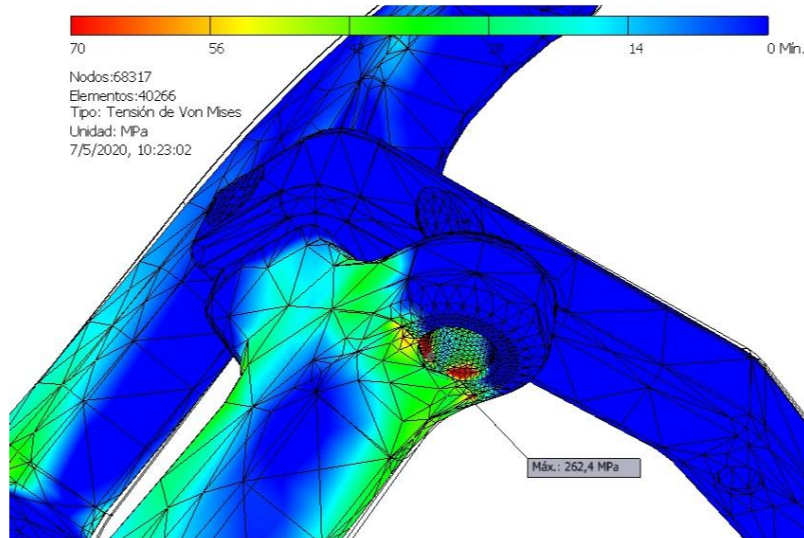 70 56 14 0 Mín.
Nodos:68317
Elementos:40266
Tipo: Tensión de Von Mises
Unidad: MPa
7/5/2020, 10:23:02
Máx.: 262,4 MPa